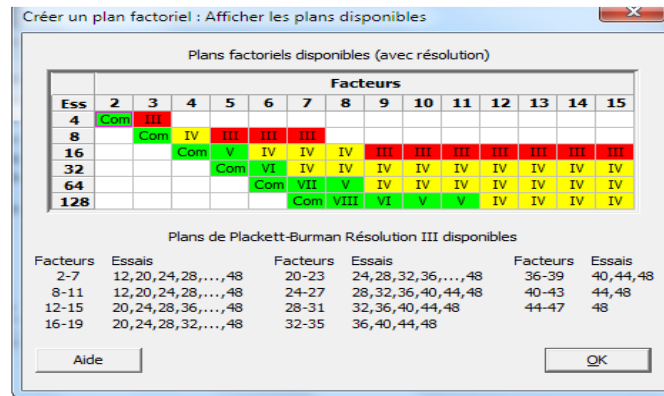 Créer un plan factoriel : Afficher les plans disponibles
Plans factoriels disponibles (avec résolution)
Facteurs
Ess 2 3 4 5 6 7 8 9 10 11 12 13 14 15
4 Com III
8 Com IV III III III
16 Com V IV IV IV III III III III III III III
32 Com VI IV IV IV IV IV IV IV IV IV
64 Com VII V IV IV IV IV IV IV IV
128 Com VIII VI V V IV IV IV IV
Plans de Plackett-Burman Résolution III disponibles
Facteurs Essais Facteurs Essais Facteurs Essais
2-7 12,20,24,28,...,48 20-23 24,28,32,36,...,48 36-39 40,44,48
8-11 12,20,24,28,...,48 24-27 28,32,36,40,44,48 40-43 44,48
12-15 20,24,28,36,...,48 28-31 32,36,40,44,48 44-47 48
16-19 20,24,28,32,...,48 32-35 36,40,44,48
Aide OK